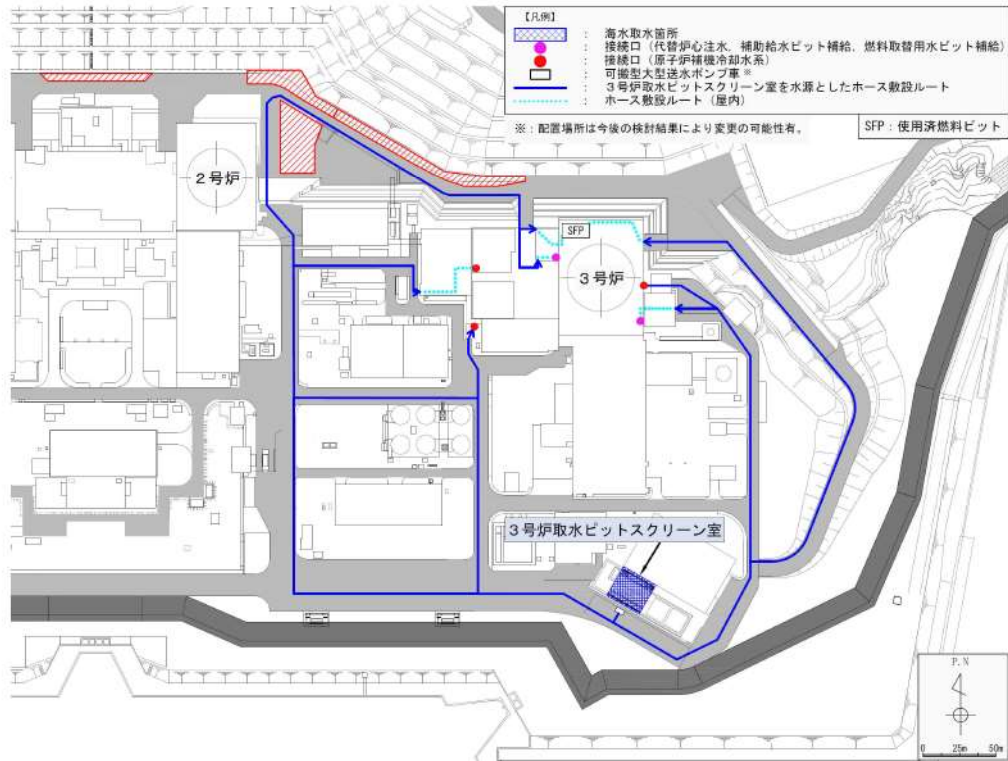 【凡例】
： 海水取水箇所
： 接続口（代替炉心注水，補助給水ピット補給，燃料取替用水ピット補給）
： 接続口（原子炉補機冷却水系）
： 可搬型大型送水ポンプ車※
： ３号炉取水ピットスクリーン室を水源としたホース敷設ルート
： ホース敷設ルート（屋内）
※：配置場所は今後の検討結果により変更の可能性有。
SFP：使用済燃料ピット
２号炉
SFP
３号炉
３号炉取水ピットスクリーン室
P.N
0 25m 50m